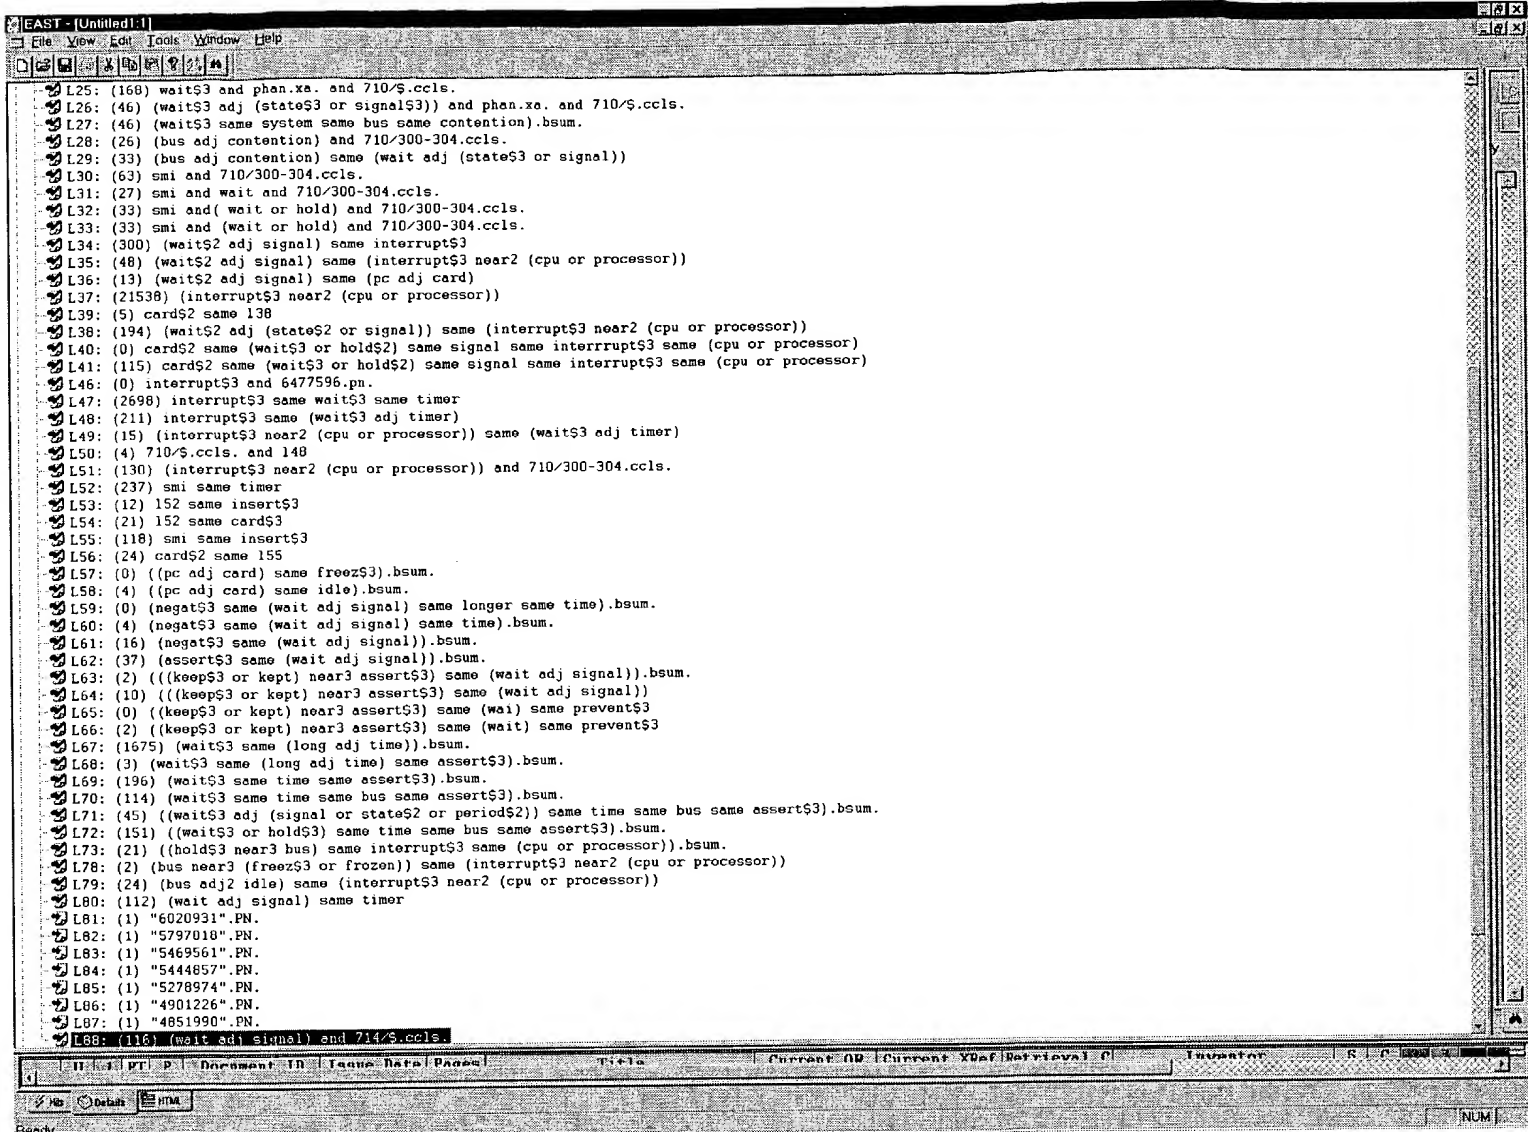 EAST - [Untitled1:1]
File View Edit Tools Window Help
L25: (168) wait$3 and phan.xa. and 710/$.ccls.
L26: (46) (wait$3 adj (state$3 or signal$3)) and phan.xa. and 710/$.ccls.
L27: (46) (wait$3 same system same bus same contention).bsum.
L28: (26) (bus adj contention) and 710/300-304.ccls.
L29: (33) (bus adj contention) same (wait adj (state$3 or signal))
L30: (63) smi and 710/300-304.ccls.
L31: (27) smi and wait and 710/300-304.ccls.
L32: (33) smi and( wait or hold) and 710/300-304.ccls.
L33: (33) smi and (wait or hold) and 710/300-304.ccls.
L34: (300) (wait$2 adj signal) same interrupt$3
L35: (48) (wait$2 adj signal) same (interrupt$3 near2 (cpu or processor))
L36: (13) (wait$2 adj signal) same (pc adj card)
L37: (21538) (interrupt$3 near2 (cpu or processor))
L39: (5) card$2 same 138
L38: (194) (wait$2 adj (state$2 or signal)) same (interrupt$3 near2 (cpu or processor))
L40: (0) card$2 same (wait$3 or hold$2) same signal same interrrupt$3 same (cpu or processor)
L41: (115) card$2 same (wait$3 or hold$2) same signal same interrupt$3 same (cpu or processor)
L46: (0) interrupt$3 and 6477596.pn.
L47: (2698) interrupt$3 same wait$3 same timer
L48: (211) interrupt$3 same (wait$3 adj timer)
L49: (15) (interrupt$3 near2 (cpu or processor)) same (wait$3 adj timer)
L50: (4) 710/$.ccls. and 148
L51: (130) (interrupt$3 near2 (cpu or processor)) and 710/300-304.ccls.
L52: (237) smi same timer
L53: (12) 152 same insert$3
L54: (21) 152 same card$3
L55: (118) smi same insert$3
L56: (24) card$2 same 155
L57: (0) ((pc adj card) same freez$3).bsum.
L58: (4) ((pc adj card) same idle).bsum.
L59: (0) (negat$3 same (wait adj signal) same longer same time).bsum.
L60: (4) (negat$3 same (wait adj signal) same time).bsum.
L61: (16) (negat$3 same (wait adj signal)).bsum.
L62: (37) (assert$3 same (wait adj signal)).bsum.
L63: (2) (((keep$3 or kept) near3 assert$3) same (wait adj signal)).bsum.
L64: (10) (((keep$3 or kept) near3 assert$3) same (wait adj signal))
L65: (0) ((keep$3 or kept) near3 assert$3) same (wai) same prevent$3
L66: (2) ((keep$3 or kept) near3 assert$3) same (wait) same prevent$3
L67: (1675) (wait$3 same (long adj time)).bsum.
L68: (3) (wait$3 same (long adj time) same assert$3).bsum.
L69: (196) (wait$3 same time same assert$3).bsum.
L70: (114) (wait$3 same time same bus same assert$3).bsum.
L71: (45) ((wait$3 adj (signal or state$2 or period$2)) same time same bus same assert$3).bsum.
L72: (151) ((wait$3 or hold$3) same time same bus same assert$3).bsum.
L73: (21) ((hold$3 near3 bus) same interrupt$3 same (cpu or processor)).bsum.
L78: (2) (bus near3 (freez$3 or frozen)) same (interrupt$3 near2 (cpu or processor))
L79: (24) (bus adj2 idle) same (interrupt$3 near2 (cpu or processor))
L80: (112) (wait adj signal) same timer
L81: (1) "6020931".PN.
L82: (1) "5797018".PN.
L83: (1) "5469561".PN.
L84: (1) "5444857".PN.
L85: (1) "5278974".PN.
L86: (1) "4901226".PN.
L87: (1) "4851990".PN.
L88: (116) (wait adj signal) and 714/$.ccls.
U 1 PT P Document ID Issue Date Pages Title Current OR Current XRef Retrieval C Inventor S C
Hits Details HTML
Ready NUM